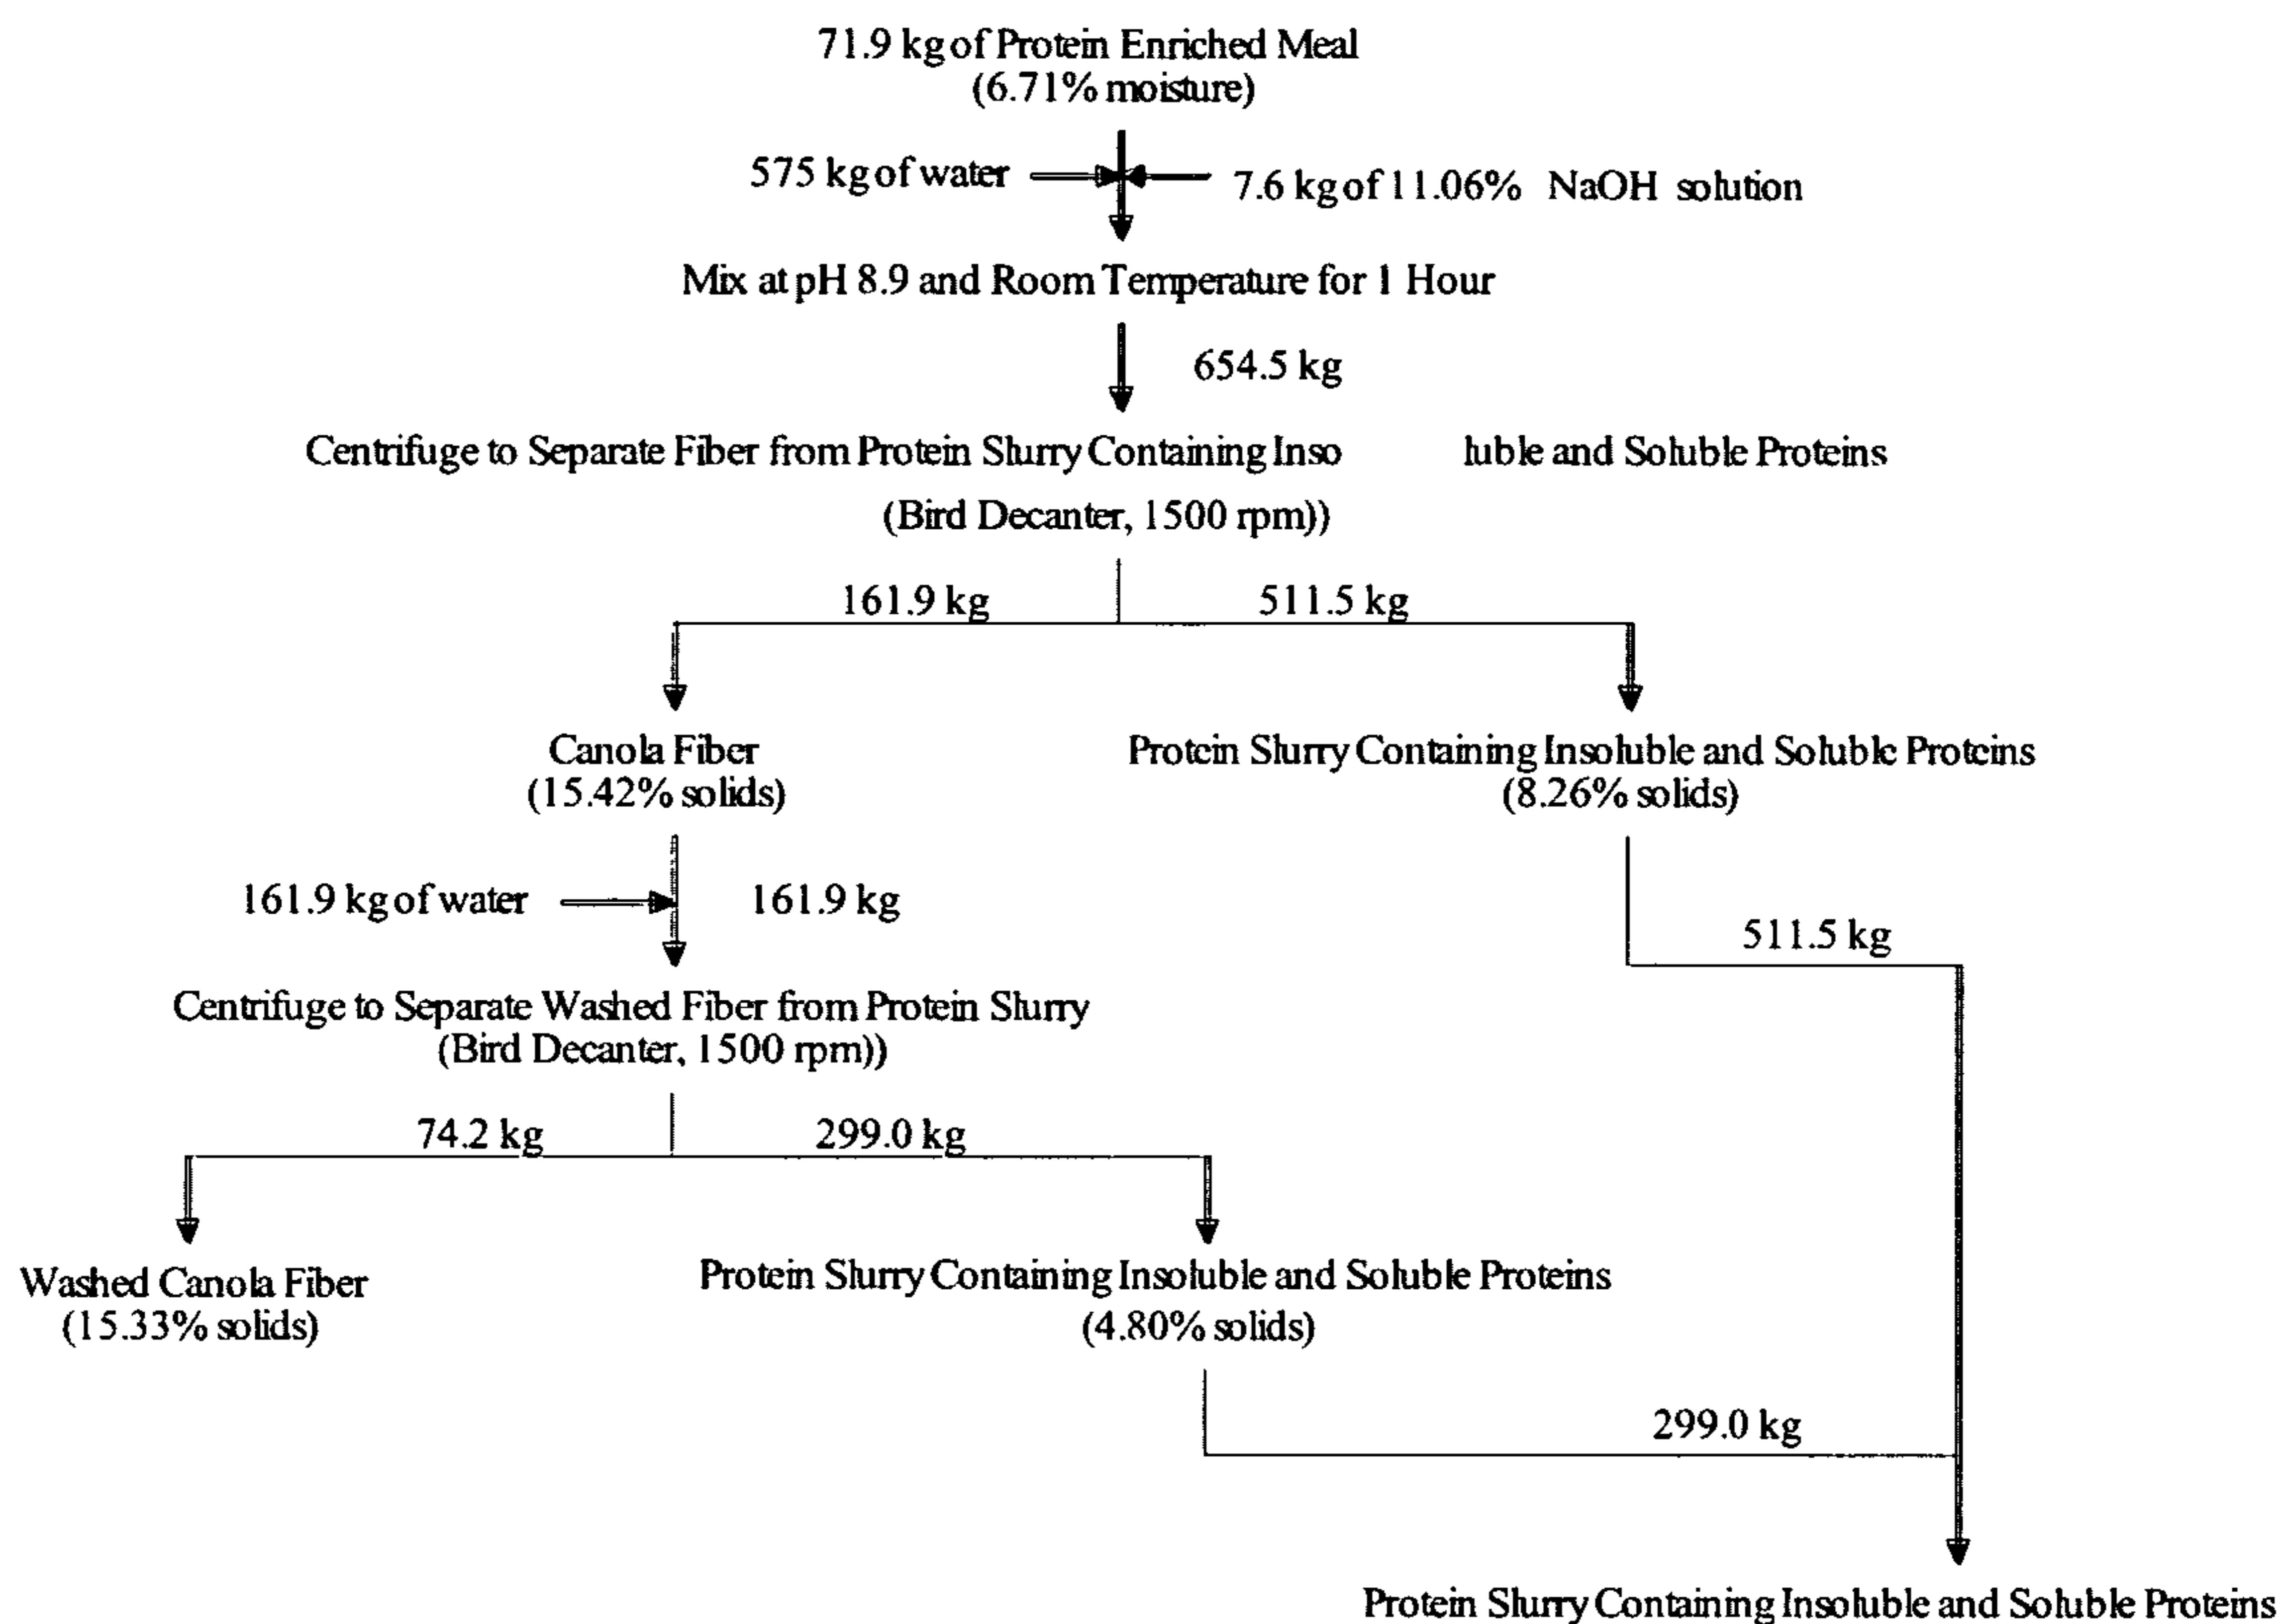 71.9 kg of Protein Enriched Meal
(6.71% moisture)
575 kg of water
7.6 kg of 11.06% NaOH solution
Mix at pH 8.9 and Room Temperature for 1 Hour
654.5 kg
Centrifuge to Separate Fiber from Protein Slurry Containing Inso luble and Soluble Proteins
(Bird Decanter, 1500 rpm))
161.9 kg 511.5 kg
Canola Fiber
(15.42% solids)
Protein Slurry Containing Insoluble and Soluble Proteins
(8.26% solids)
161.9 kg of water
161.9 kg
511.5 kg
Centrifuge to Separate Washed Fiber from Protein Slurry
(Bird Decanter, 1500 rpm))
74.2 kg 299.0 kg
Washed Canola Fiber
(15.33% solids)
Protein Slurry Containing Insoluble and Soluble Proteins
(4.80% solids)
299.0 kg
Protein Slurry Containing Insoluble and Soluble Proteins